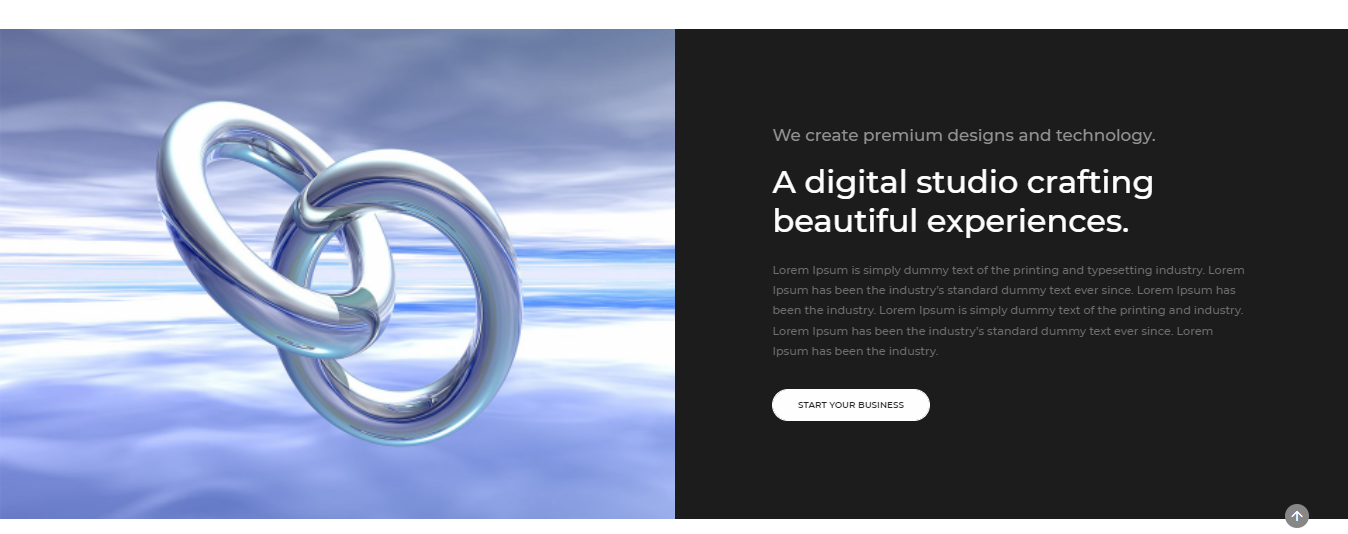 We create premium designs and technology.
A digital studio crafting
beautiful experiences.
Lorem Ipsum is simply dummy text of the printing and typesetting industry. Lorem
Ipsum has been the industry's standard dummy text ever since. Lorem Ipsum has
been the industry. Lorem Ipsum is simply dummy text of the printing and industry.
Lorem Ipsum has been the industry's standard dummy text ever since. Lorem
Ipsum has been the industry.
START YOUR BUSINESS